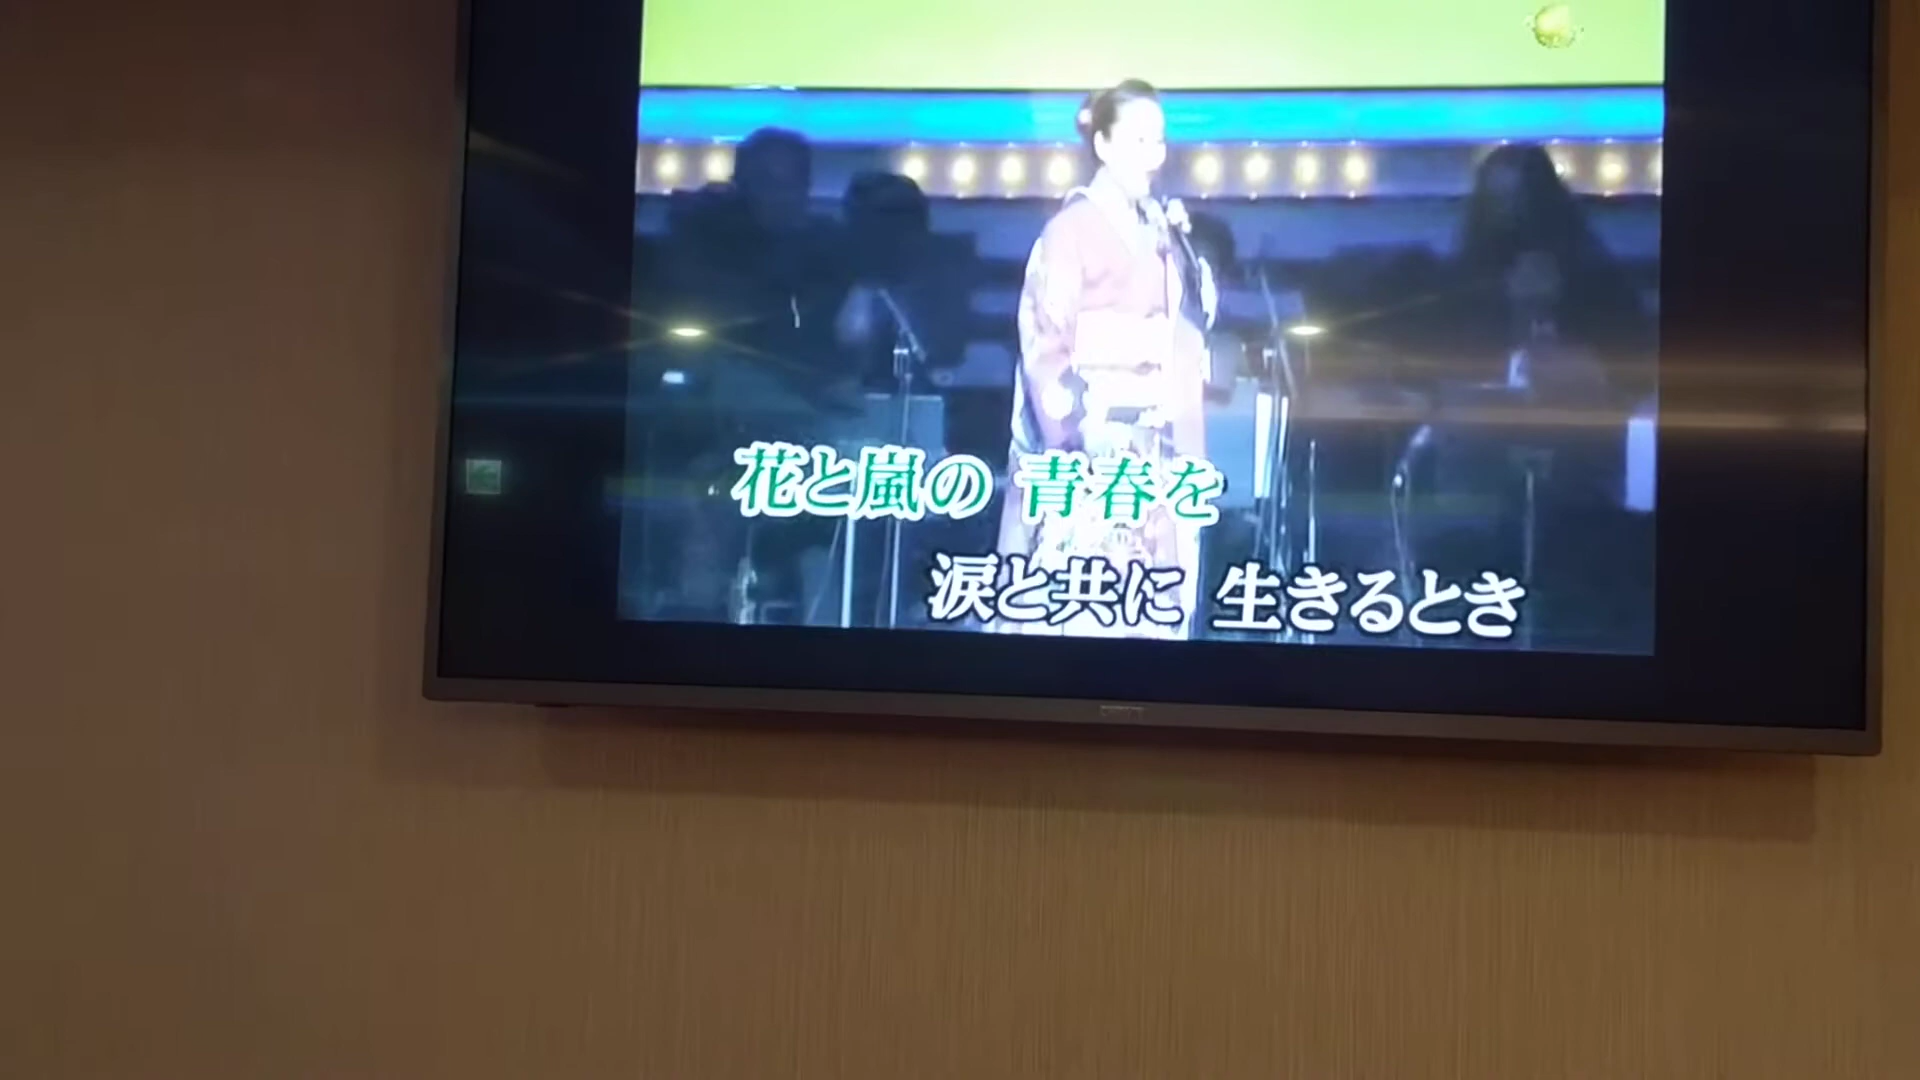 花と嵐の 青春を
涙と共に 生きるとき